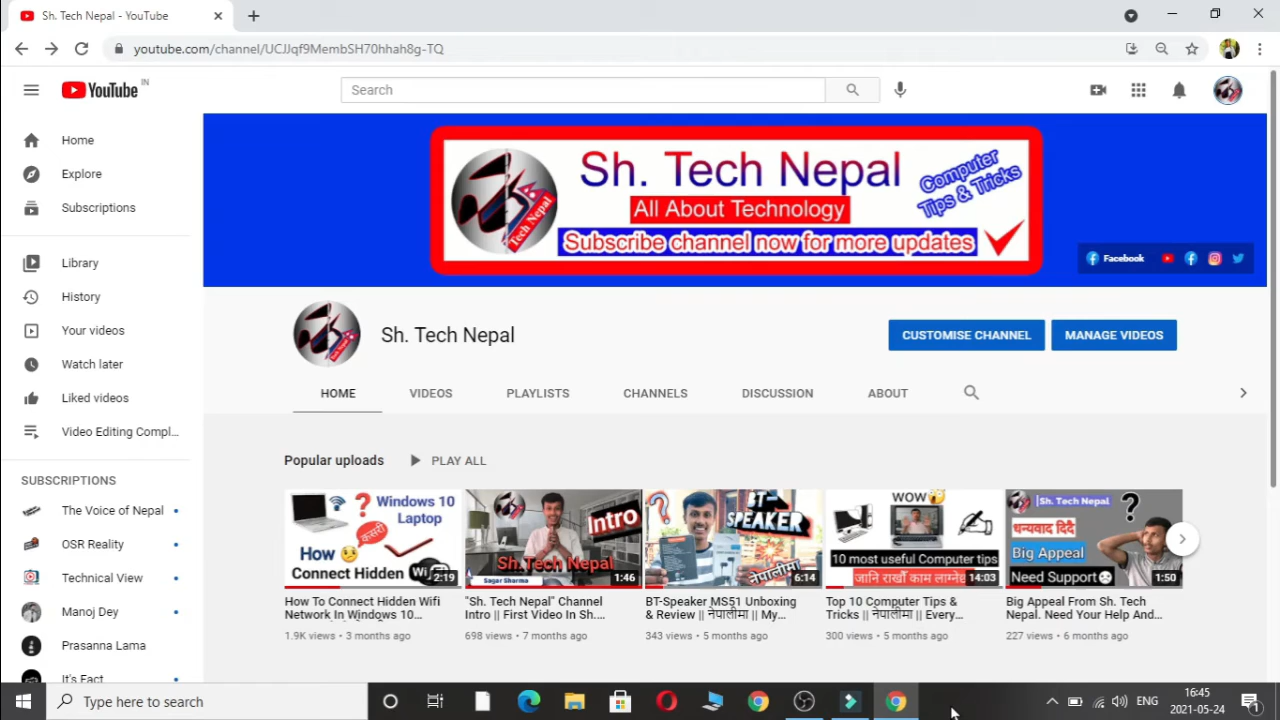 Sh. Tech Nepal - YouTube
youtube.com/channel/UCJJqf9MembSH70hhah8g-TQ
YouTube IN
Search
Home
Explore
Subscriptions
Library
History
Your videos
Watch later
Liked videos
Video Editing Compl...
SUBSCRIPTIONS
The Voice of Nepal
OSR Reality
Technical View
Manoj Dey
Prasanna Lama
It's Fact
Sh. Tech Nepal
All About Technology
Subscribe channel now for more updates
Computer
Tips & Tricks
Tech Nepal
Facebook
Sh. Tech Nepal
CUSTOMISE CHANNEL
MANAGE VIDEOS
HOME
VIDEOS
PLAYLISTS
CHANNELS
DISCUSSION
ABOUT
Popular uploads
PLAY ALL
Windows 10
Laptop
कसरी
How
Connect Hidden Wi
2:19
How To Connect Hidden Wifi
Network In Windows 10...
1.9K views • 3 months ago
Intro
Sh.Tech Nepal
Sagar Sharma
1:46
"Sh. Tech Nepal" Channel
Intro || First Video In Sh....
698 views • 7 months ago
BT-
SPEAKER
नेपालीमा
6:14
BT-Speaker MS51 Unboxing
& Review || नेपालीमा || My...
343 views • 5 months ago
WOW
10 most useful Computer tips
जानि राखौं काम लाग्नेछ
14:03
Top 10 Computer Tips &
Tricks || नेपालीमा || Every...
300 views • 5 months ago
Sh. Tech Nepal
धन्यवाद दिदै
Big Appeal
Need Support
1:50
Big Appeal From Sh. Tech
Nepal. Need Your Help And...
227 views • 6 months ago
Type here to search
ENG
16:45
2021-05-24
1